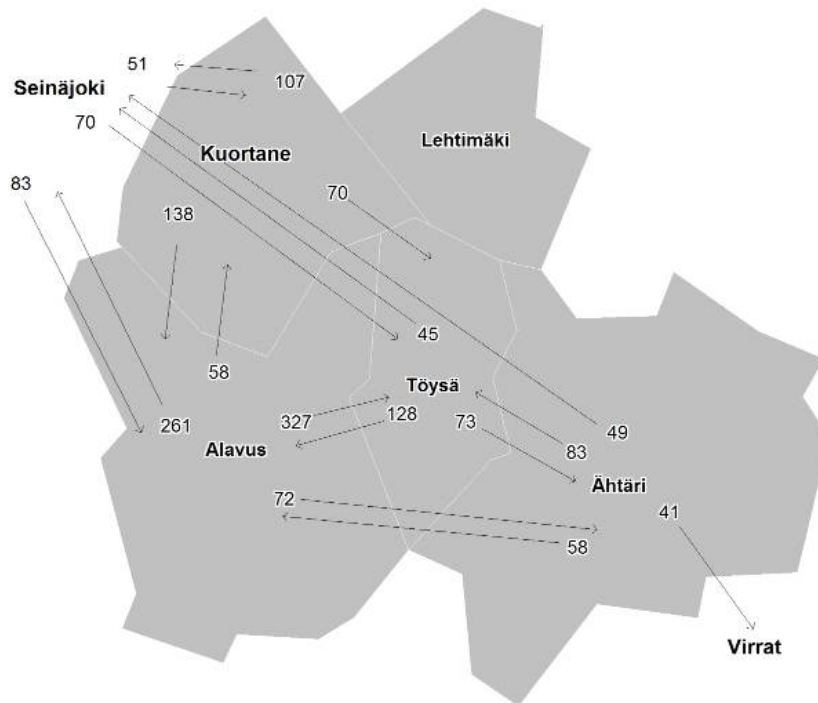 51
107
Seinäjoki
70
Lehtimäki
Kuortane
83
70
138
45
58
Töysä
327
128
261
73
49
Alavus
83
Ähtäri
72
41
58
Virrat